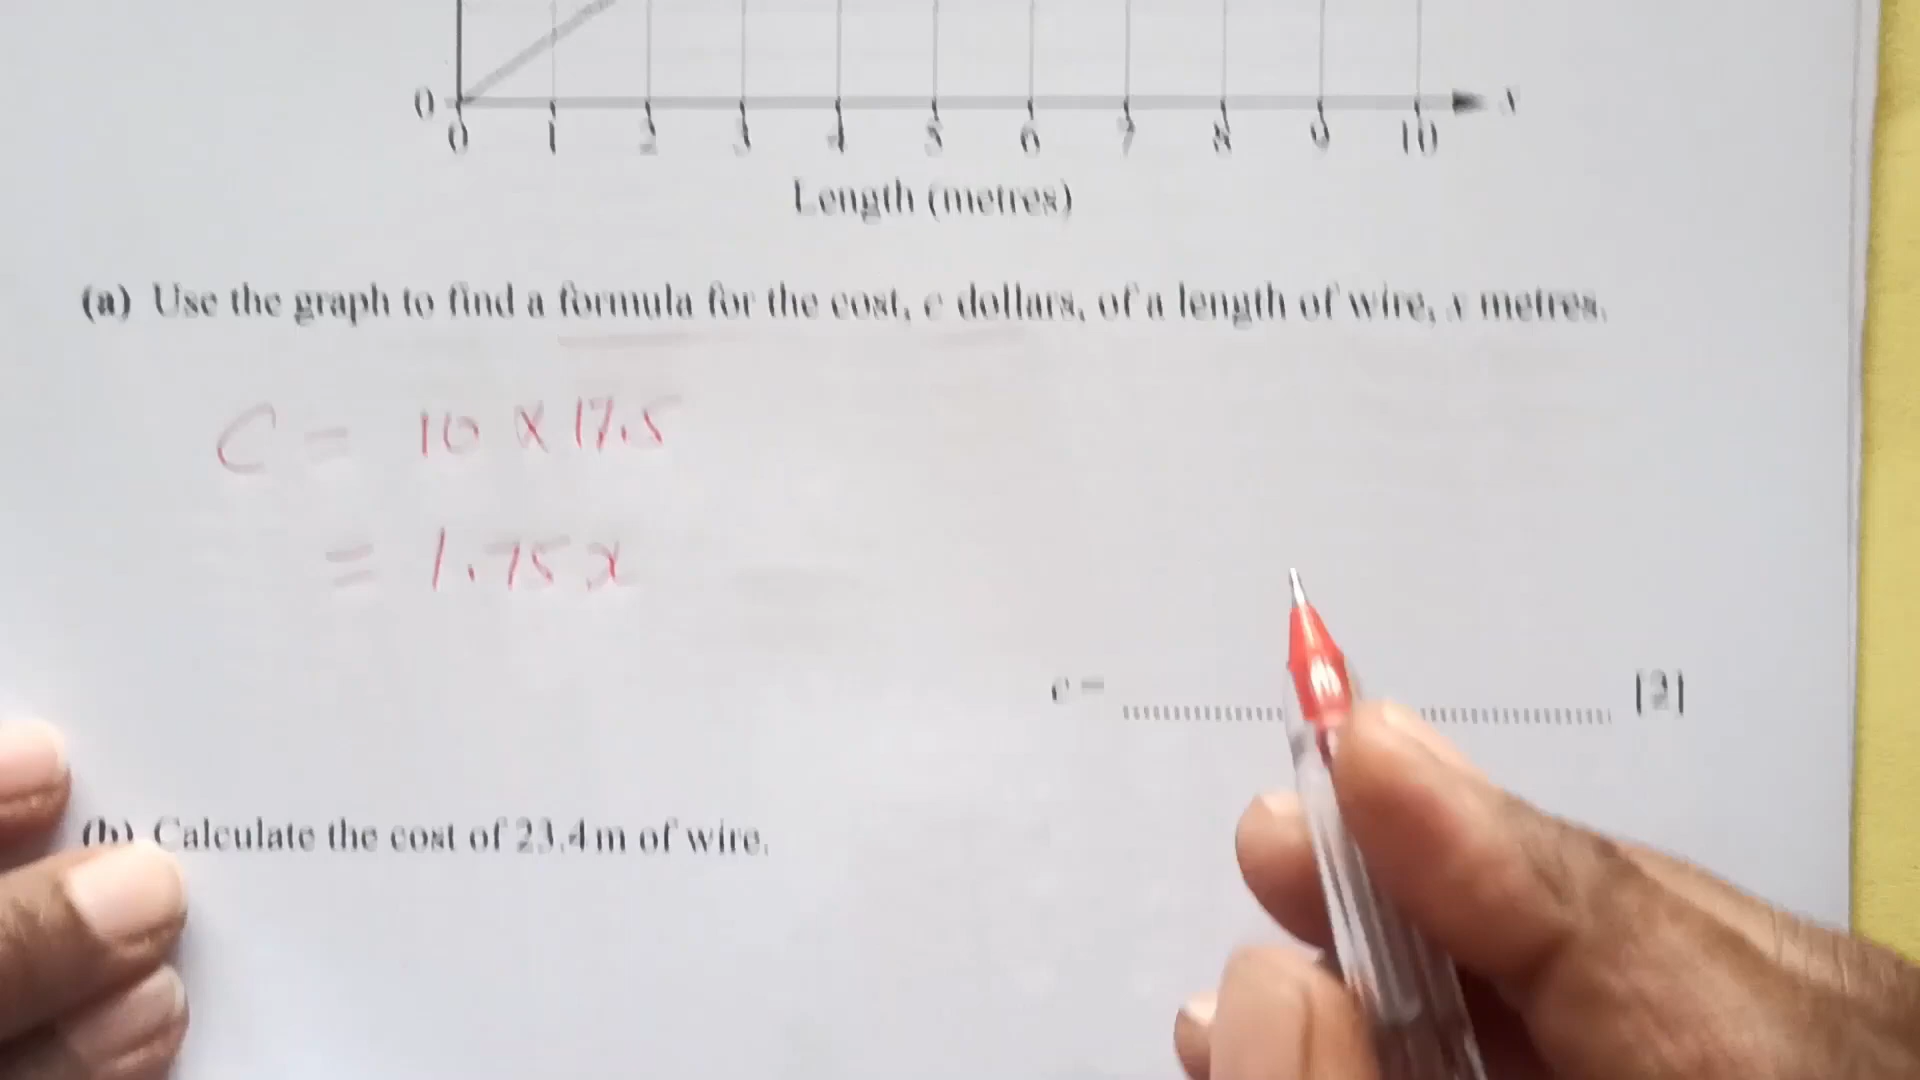 0
0 1 2 3 4 5 6 7 8 9 10 x
Length (metres)
(a) Use the graph to find a formula for the cost, c dollars, of a length of wire, x metres.
C = 10 x 17.5
= 1.75x
c = ........................................ [2]
(b) Calculate the cost of 23.4 m of wire.